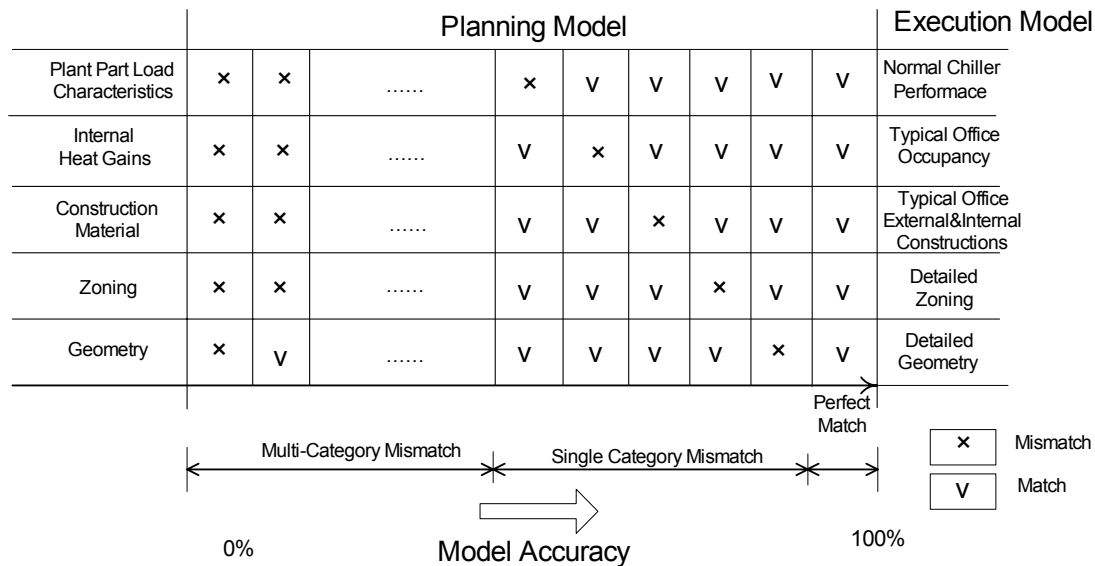 Planning Model
Execution Model
Plant Part Load
Characteristics
× × ...... × V V V V V
Normal Chiller
Performace
Internal
Heat Gains
× × ...... V × V V V V
Typical Office
Occupancy
Construction
Material
× × ...... V V × V V V
Typical Office
External&Internal
Constructions
Zoning
× × ...... V V V × V V
Detailed
Zoning
Geometry
× V ...... V V V V × V
Detailed
Geometry
Perfect
Match
Multi-Category Mismatch
Single Category Mismatch
× Mismatch
V Match
0%
Model Accuracy
100%